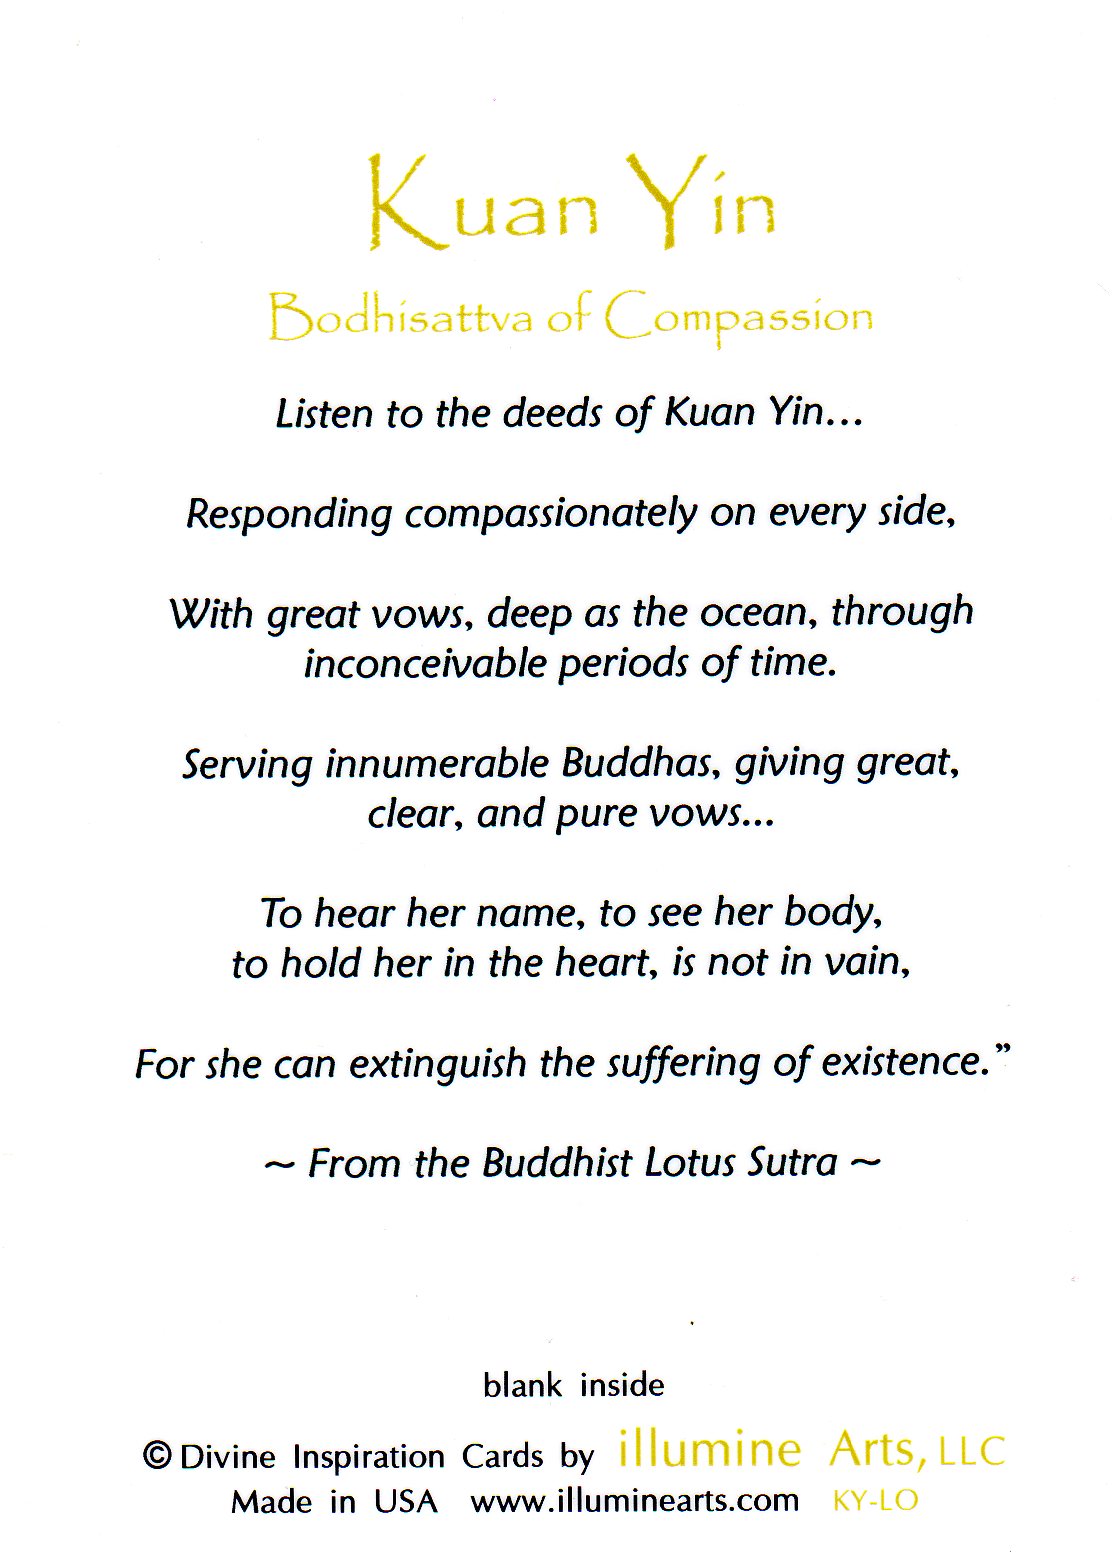 Kuan Yin
Bodhisattva of Compassion
Listen to the deeds of Kuan Yin...
Responding compassionately on every side,
With great vows, deep as the ocean, through
inconceivable periods of time.
Serving innumerable Buddhas, giving great,
clear, and pure vows...
To hear her name, to see her body,
to hold her in the heart, is not in vain,
For she can extinguish the suffering of existence.”
~ From the Buddhist Lotus Sutra ~
blank inside
© Divine Inspiration Cards by illumine Arts, LLC
Made in USA www.illuminearts.com KY-LO